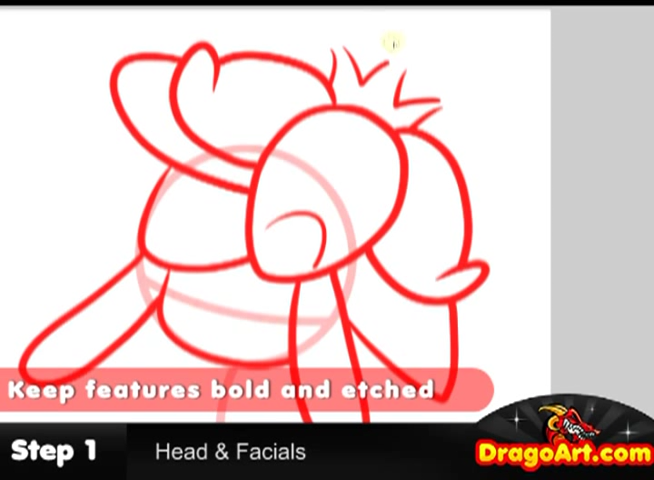 Keep features bold and etched
Step 1
Head & Facials
DragoArt.com